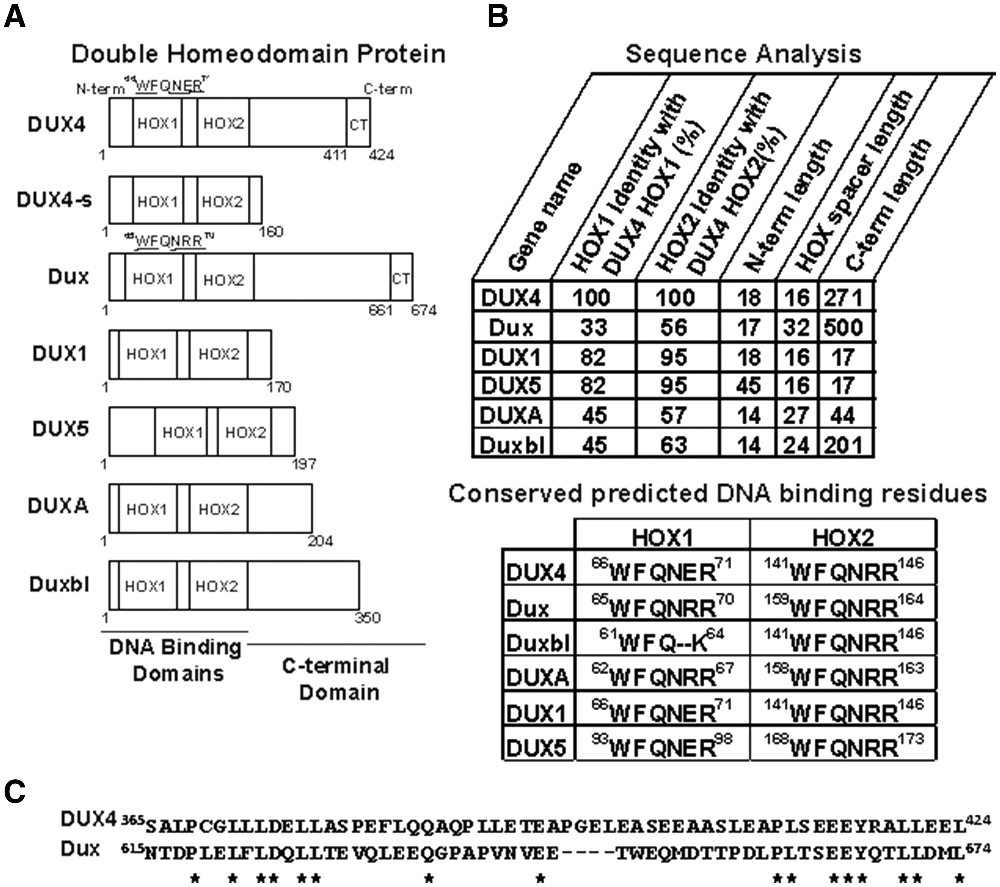 A
Double Homeodomain Protein
N-term WFQNER C-term
DUX4 HOX1 HOX2 CT
1 411 424
DUX4-s HOX1 HOX2
1 160
WFQNRR
Dux HOX1 HOX2 CT
1 661 674
DUX1 HOX1 HOX2
1 170
DUX5 HOX1 HOX2
1 197
DUXA HOX1 HOX2
1 204
Duxbl HOX1 HOX2
1 350
DNA Binding
Domains
C-terminal
Domain
B
Sequence Analysis
Gene name
HOX1 Identity with
DUX4 HOX1 (%)
HOX2 Identity with
DUX4 HOX2(%)
N-term length
HOX spacer length
C-term length
DUX4 100 100 18 16 271
Dux 33 56 17 32 500
DUX1 82 95 18 16 17
DUX5 82 95 45 16 17
DUXA 45 57 14 27 44
Duxbl 45 63 14 24 201
Conserved predicted DNA binding residues
HOX1 HOX2
DUX4 66WFQNER71 141WFQNRR146
Dux 65WFQNRR70 159WFQNRR164
Duxbl 61WFQ--K64 141WFQNRR146
DUXA 62WFQNRR67 158WFQNRR163
DUX1 66WFQNER71 141WFQNRR146
DUX5 93WFQNER98 168WFQNRR173
C
DUX4 365SALPCGLLLDELLASPEFLQQAQPLLETEAPGELEASEEAASLEAPLSEEEYRALLEEL424
Dux 615NTDPLELFLDQLLTEVQLEEQGPAPVNVEE----TWEQMDTTPDLPLTSEEYQTLLDML674
* * ** ** * * ** *** ** *